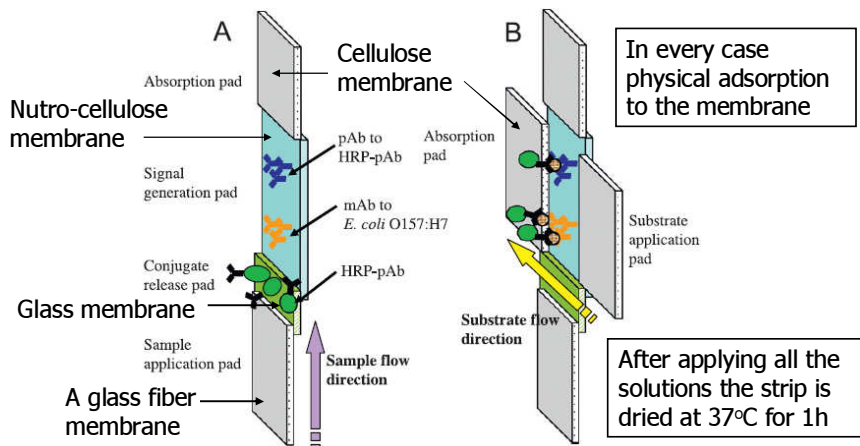 A
Absorption pad
Cellulose
membrane
Nutro-cellulose
membrane
pAb to
HRP-pAb
Signal
generation pad
mAb to
E. coli O157:H7
Conjugate
release pad
HRP-pAb
Glass membrane
Sample
application pad
Sample flow
direction
A glass fiber
membrane
B
In every case
physical adsorption
to the membrane
Absorption
pad
Substrate
application
pad
Substrate flow
direction
After applying all the
solutions the strip is
dried at 37°C for 1h